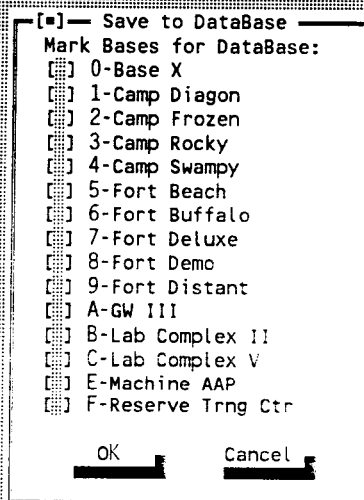 [■] Save to DataBase
Mark Bases for DataBase:
[ ] 0-Base X
[ ] 1-Camp Diagon
[ ] 2-Camp Frozen
[ ] 3-Camp Rocky
[ ] 4-Camp Swampy
[ ] 5-Fort Beach
[ ] 6-Fort Buffalo
[ ] 7-Fort Deluxe
[ ] 8-Fort Demo
[ ] 9-Fort Distant
[ ] A-GW III
[ ] B-Lab Complex II
[ ] C-Lab Complex V
[ ] E-Machine AAP
[ ] F-Reserve Trng Ctr
OK Cancel